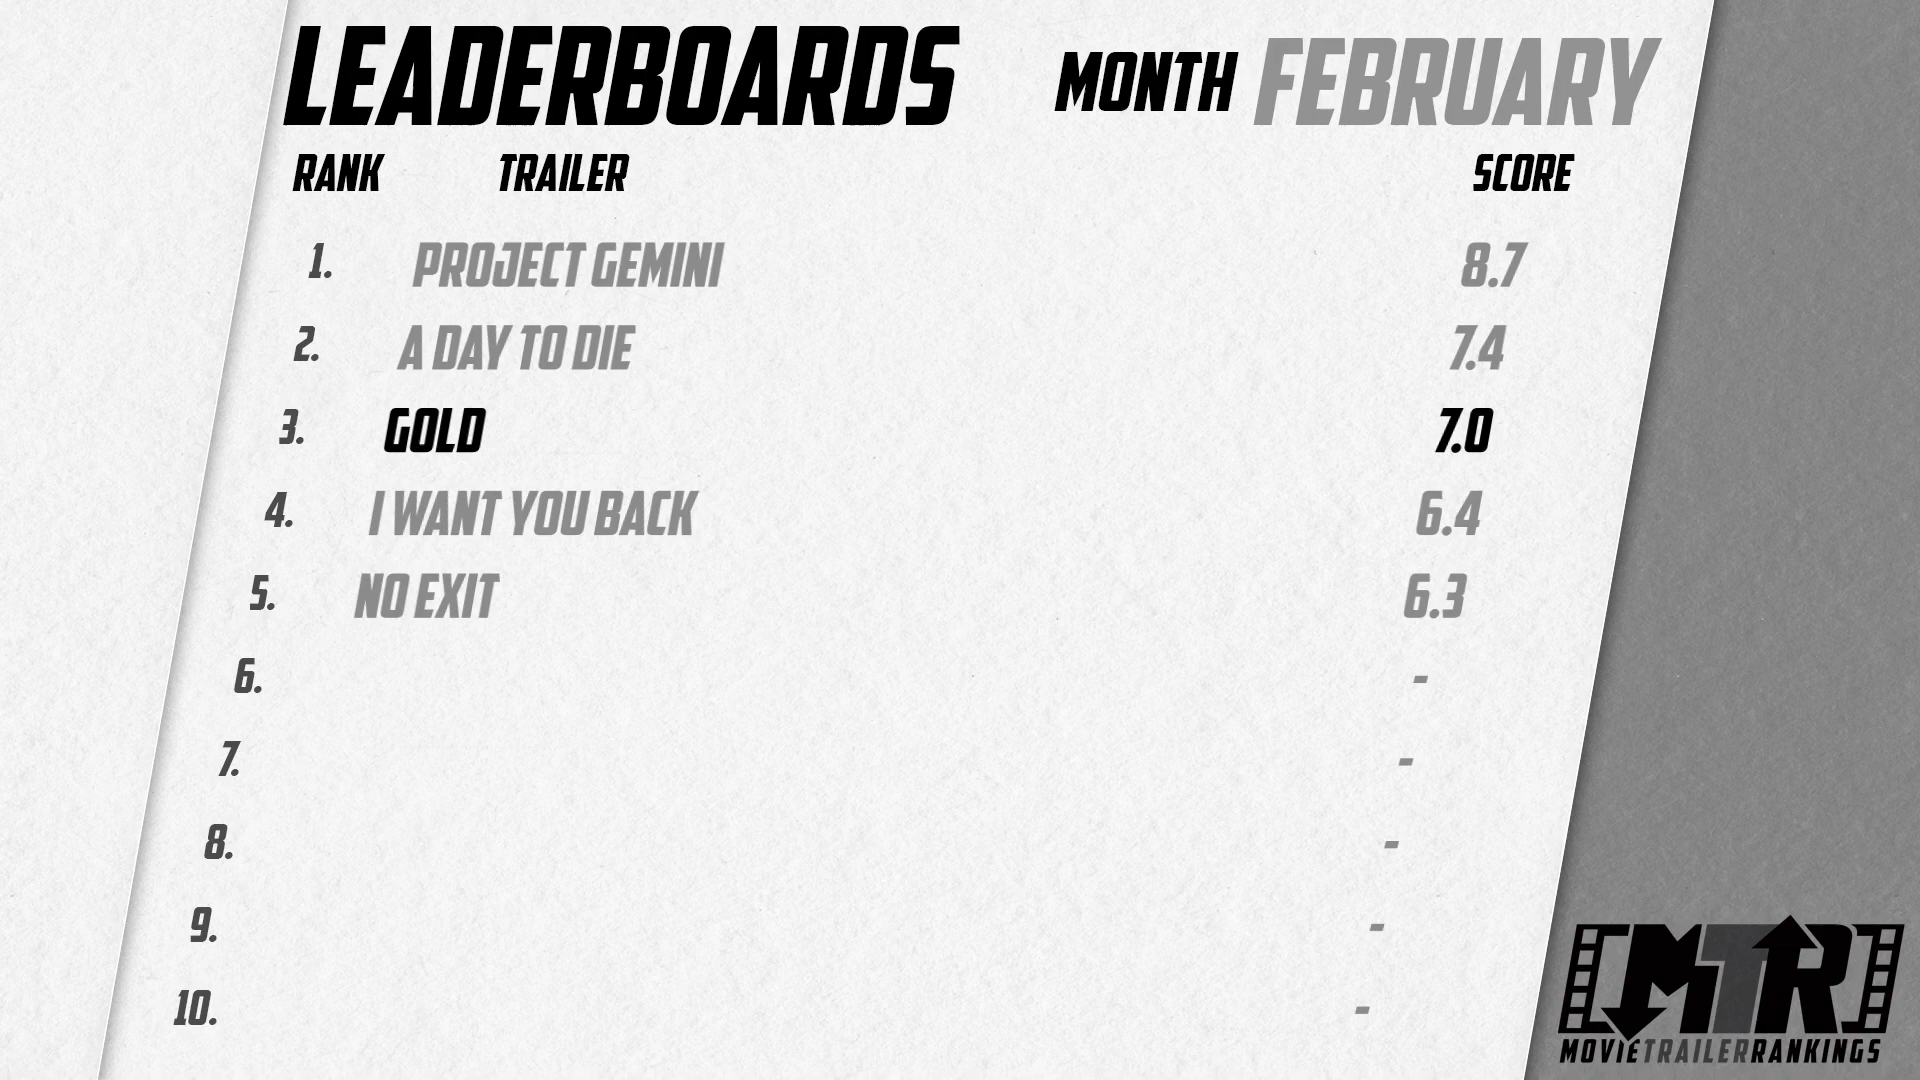 LEADERBOARDS MONTH FEBRUARY
RANK TRAILER SCORE
1. PROJECT GEMINI 8.7
2. A DAY TO DIE 7.4
3. GOLD 7.0
4. I WANT YOU BACK 6.4
5. NO EXIT 6.3
6. -
7. -
8. -
9. -
10. -
MTR
MOVIETRAILERRANKINGS